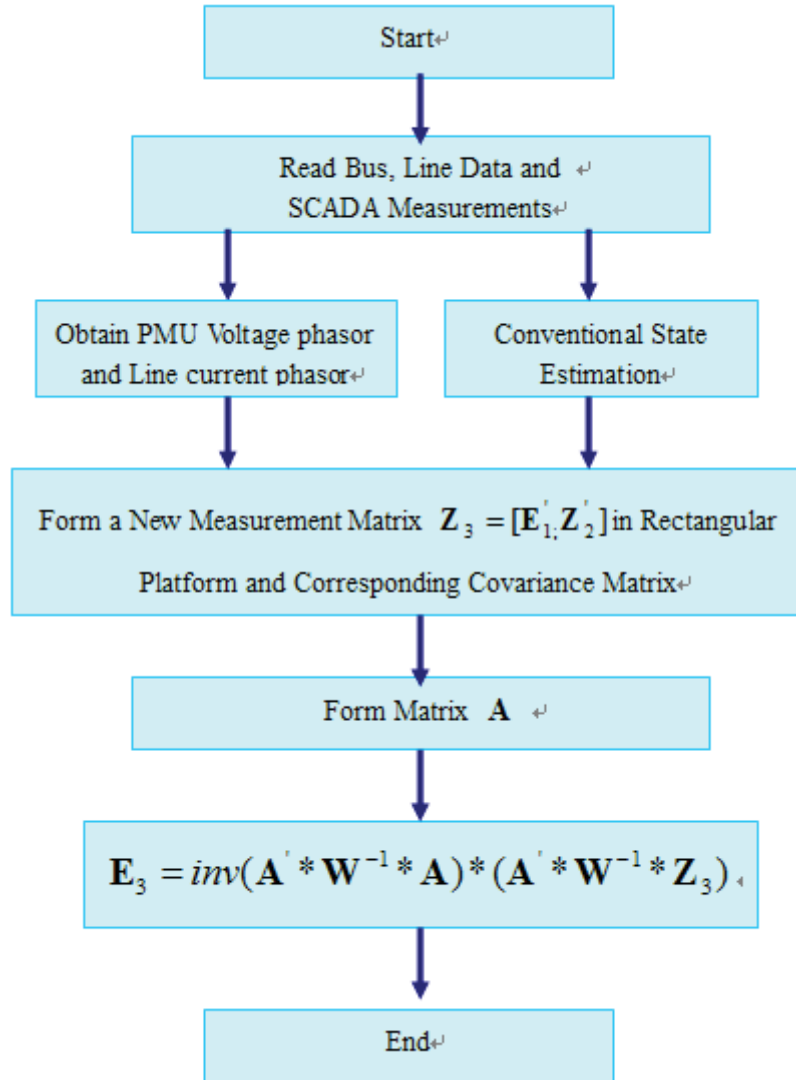 Start↵
Read Bus, Line Data and ↵
SCADA Measurements↵
Obtain PMU Voltage phasor
and Line current phasor↵
Conventional State
Estimation↵
Form a New Measurement Matrix Z₃ = [E₁' ; Z₂'] in Rectangular
Platform and Corresponding Covariance Matrix↵
Form Matrix A ↵
E₃ = inv(A' * W⁻¹ * A) * (A' * W⁻¹ * Z₃) ↵
End↵